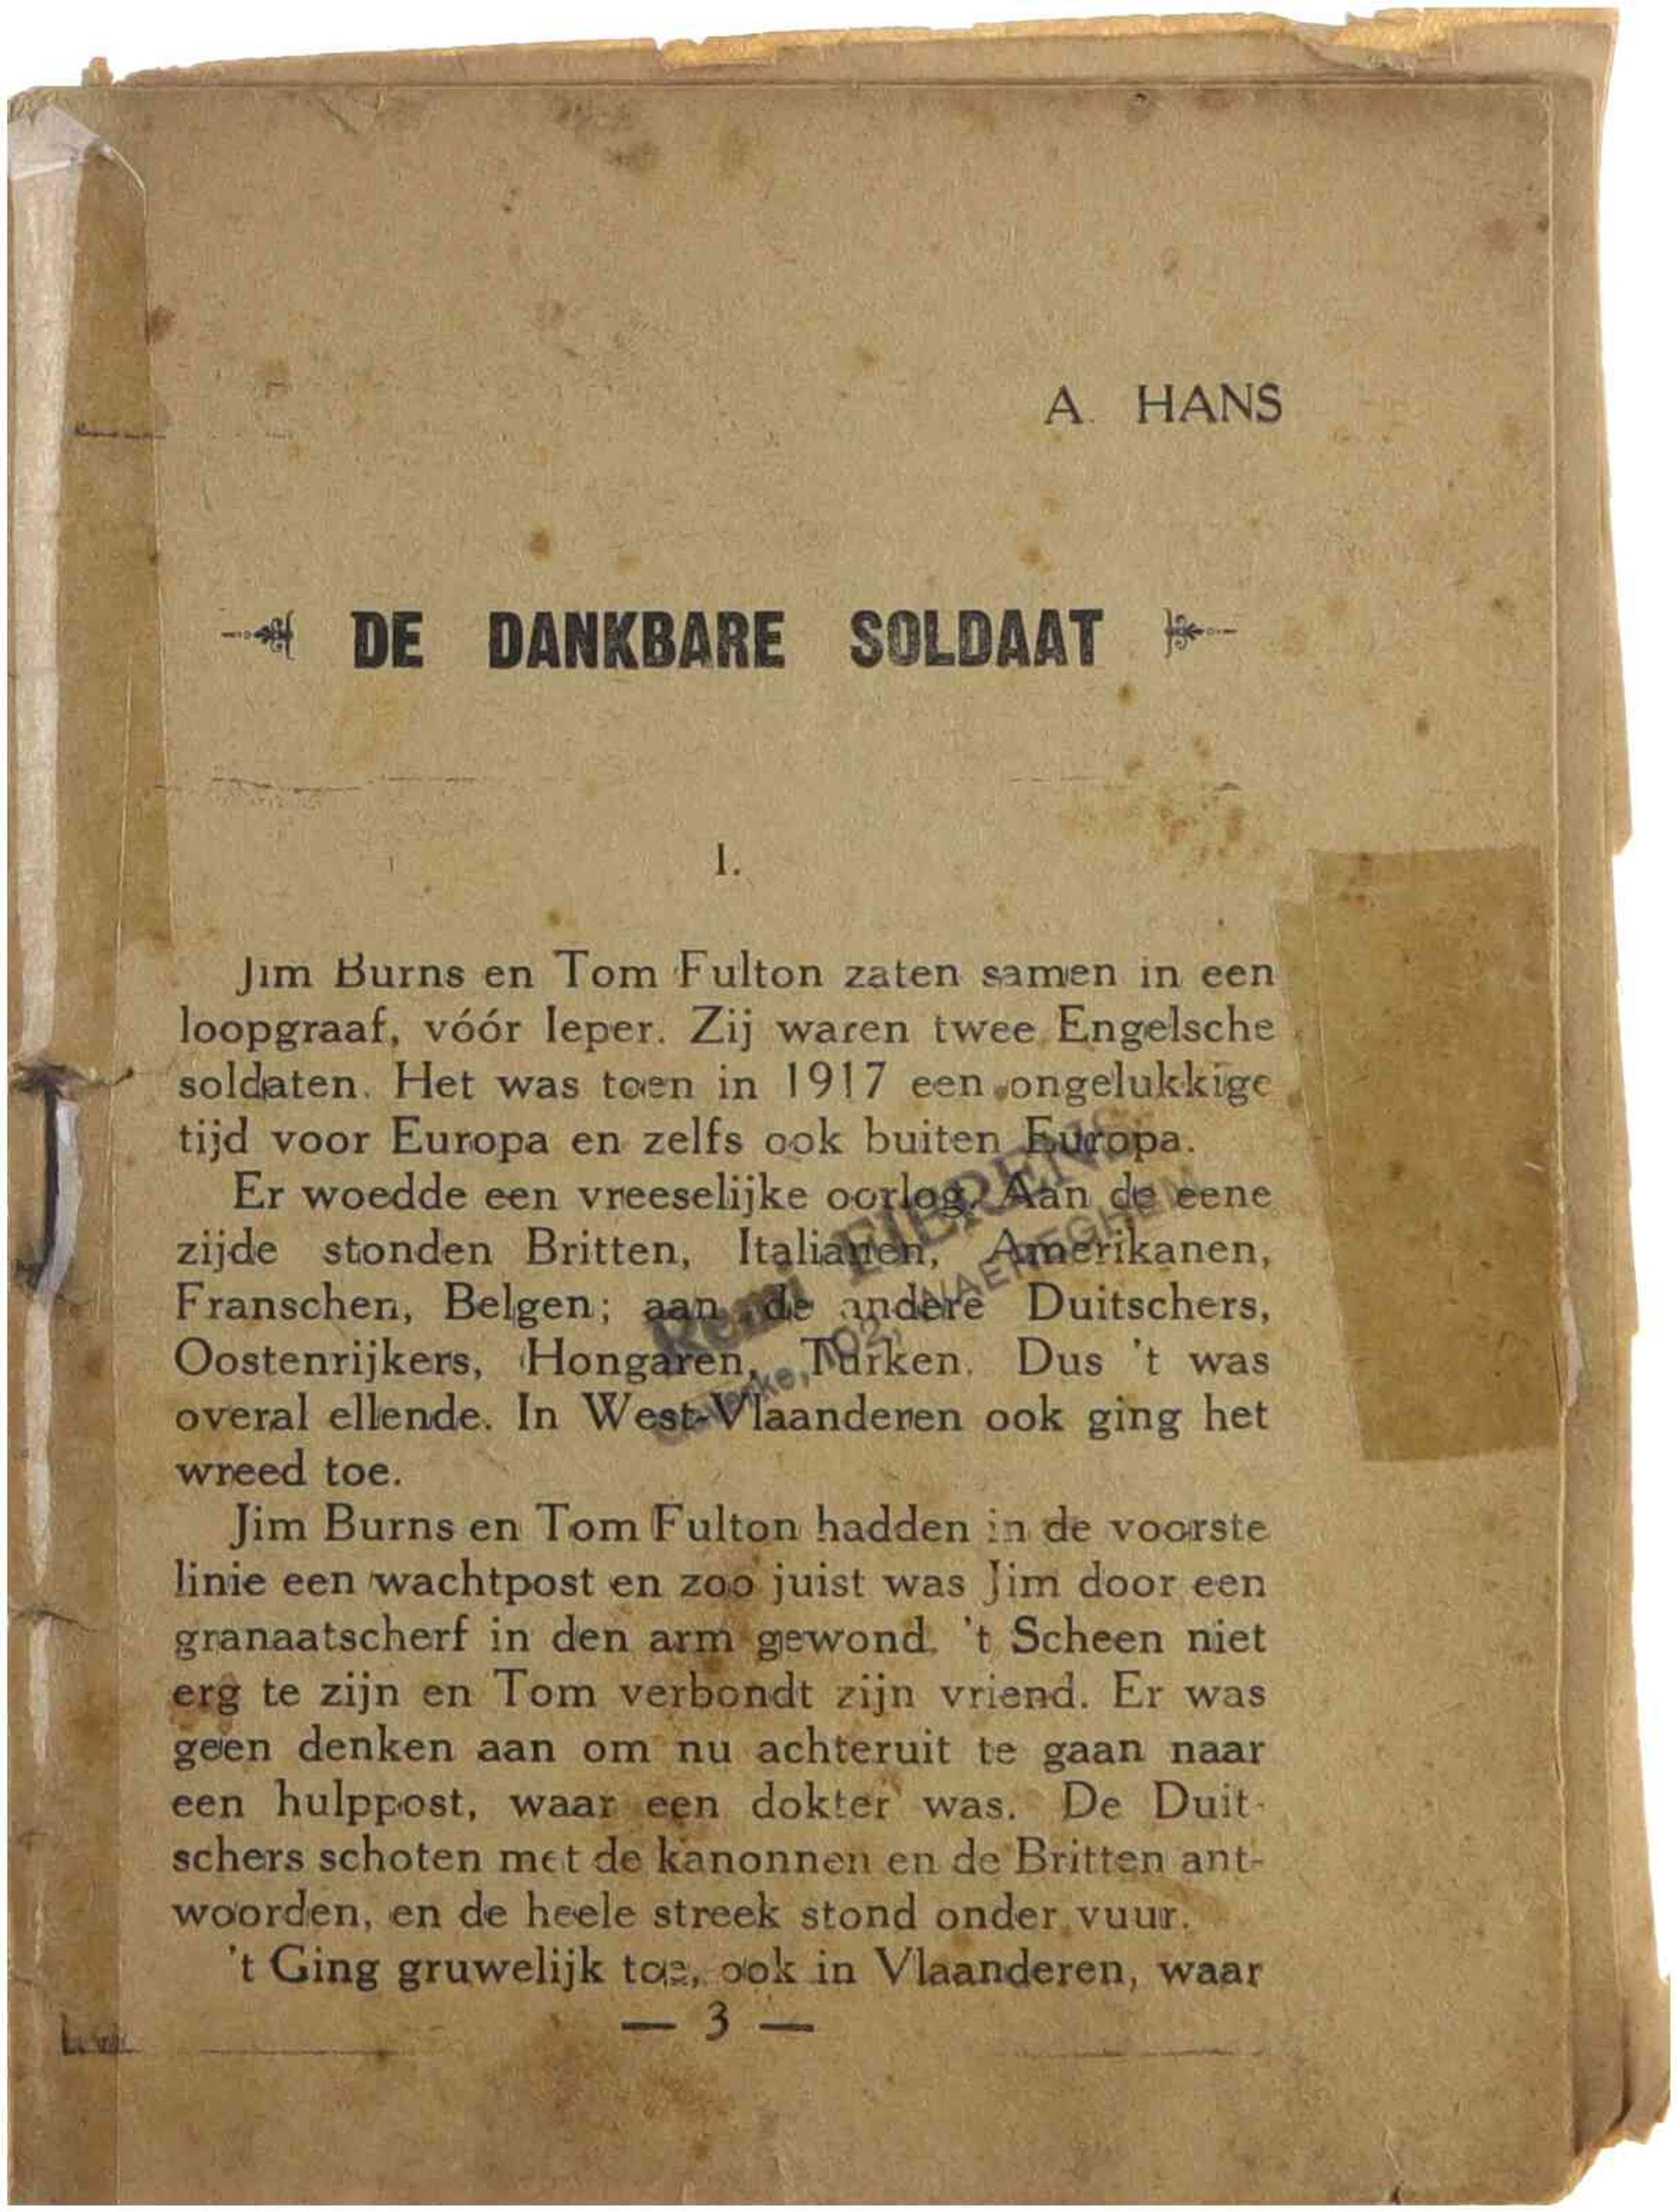 A. HANS
DE DANKBARE SOLDAAT
I.
Jim Burns en Tom Fulton zaten samen in een
loopgraaf, vóór Ieper. Zij waren twee Engelsche
soldaten. Het was toen in 1917 een ongelukkige
tijd voor Europa en zelfs ook buiten Europa.
Er woedde een vreeselijke oorlog. Aan de eene
zijde stonden Britten, Italianen, Amerikanen,
Franschen, Belgen; aan de andere Duitschers,
Oostenrijkers, Hongaren, Turken. Dus 't was
overal ellende. In West-Vlaanderen ook ging het
wreed toe.
Jim Burns en Tom Fulton hadden in de voorste
linie een wachtpost en zoo juist was Jim door een
granaatscherf in den arm gewond. 't Scheen niet
erg te zijn en Tom verbondt zijn vriend. Er was
geen denken aan om nu achteruit te gaan naar
een hulppost, waar een dokter was. De Duit-
schers schoten met de kanonnen en de Britten ant-
woorden, en de heele streek stond onder vuur.
't Ging gruwelijk toe, ook in Vlaanderen, waar
— 3 —
Remi FIERENS
102, WAEREGHEM